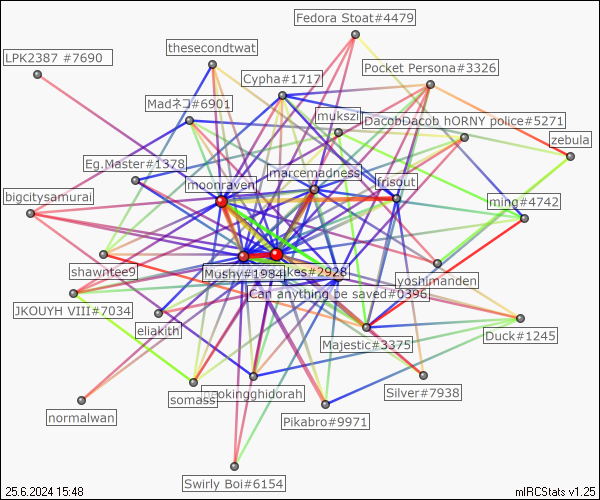 Fedora Stoat#4479
thesecondtwat
LPK2387 #7690
Pocket Persona#3326
Cypha#1717
Madネコ#6901
mukszi
DacobDacob hORNY police#5271
zebula
Eg.Master#1378
marcemadness
moonraven
frisout
bigcitysamurai
ming#4742
shawntee9
Mushy#1984
kes#2928
yoshimanden
Can anything be saved#0396
JKOUYH VIII#7034
eliakith
Majestic#3375
Duck#1245
somass
eokingghidorah
Silver#7938
normalwan
Pikabro#9971
Swirly Boi#6154
25.6.2024 15:48
mIRCStats v1.25